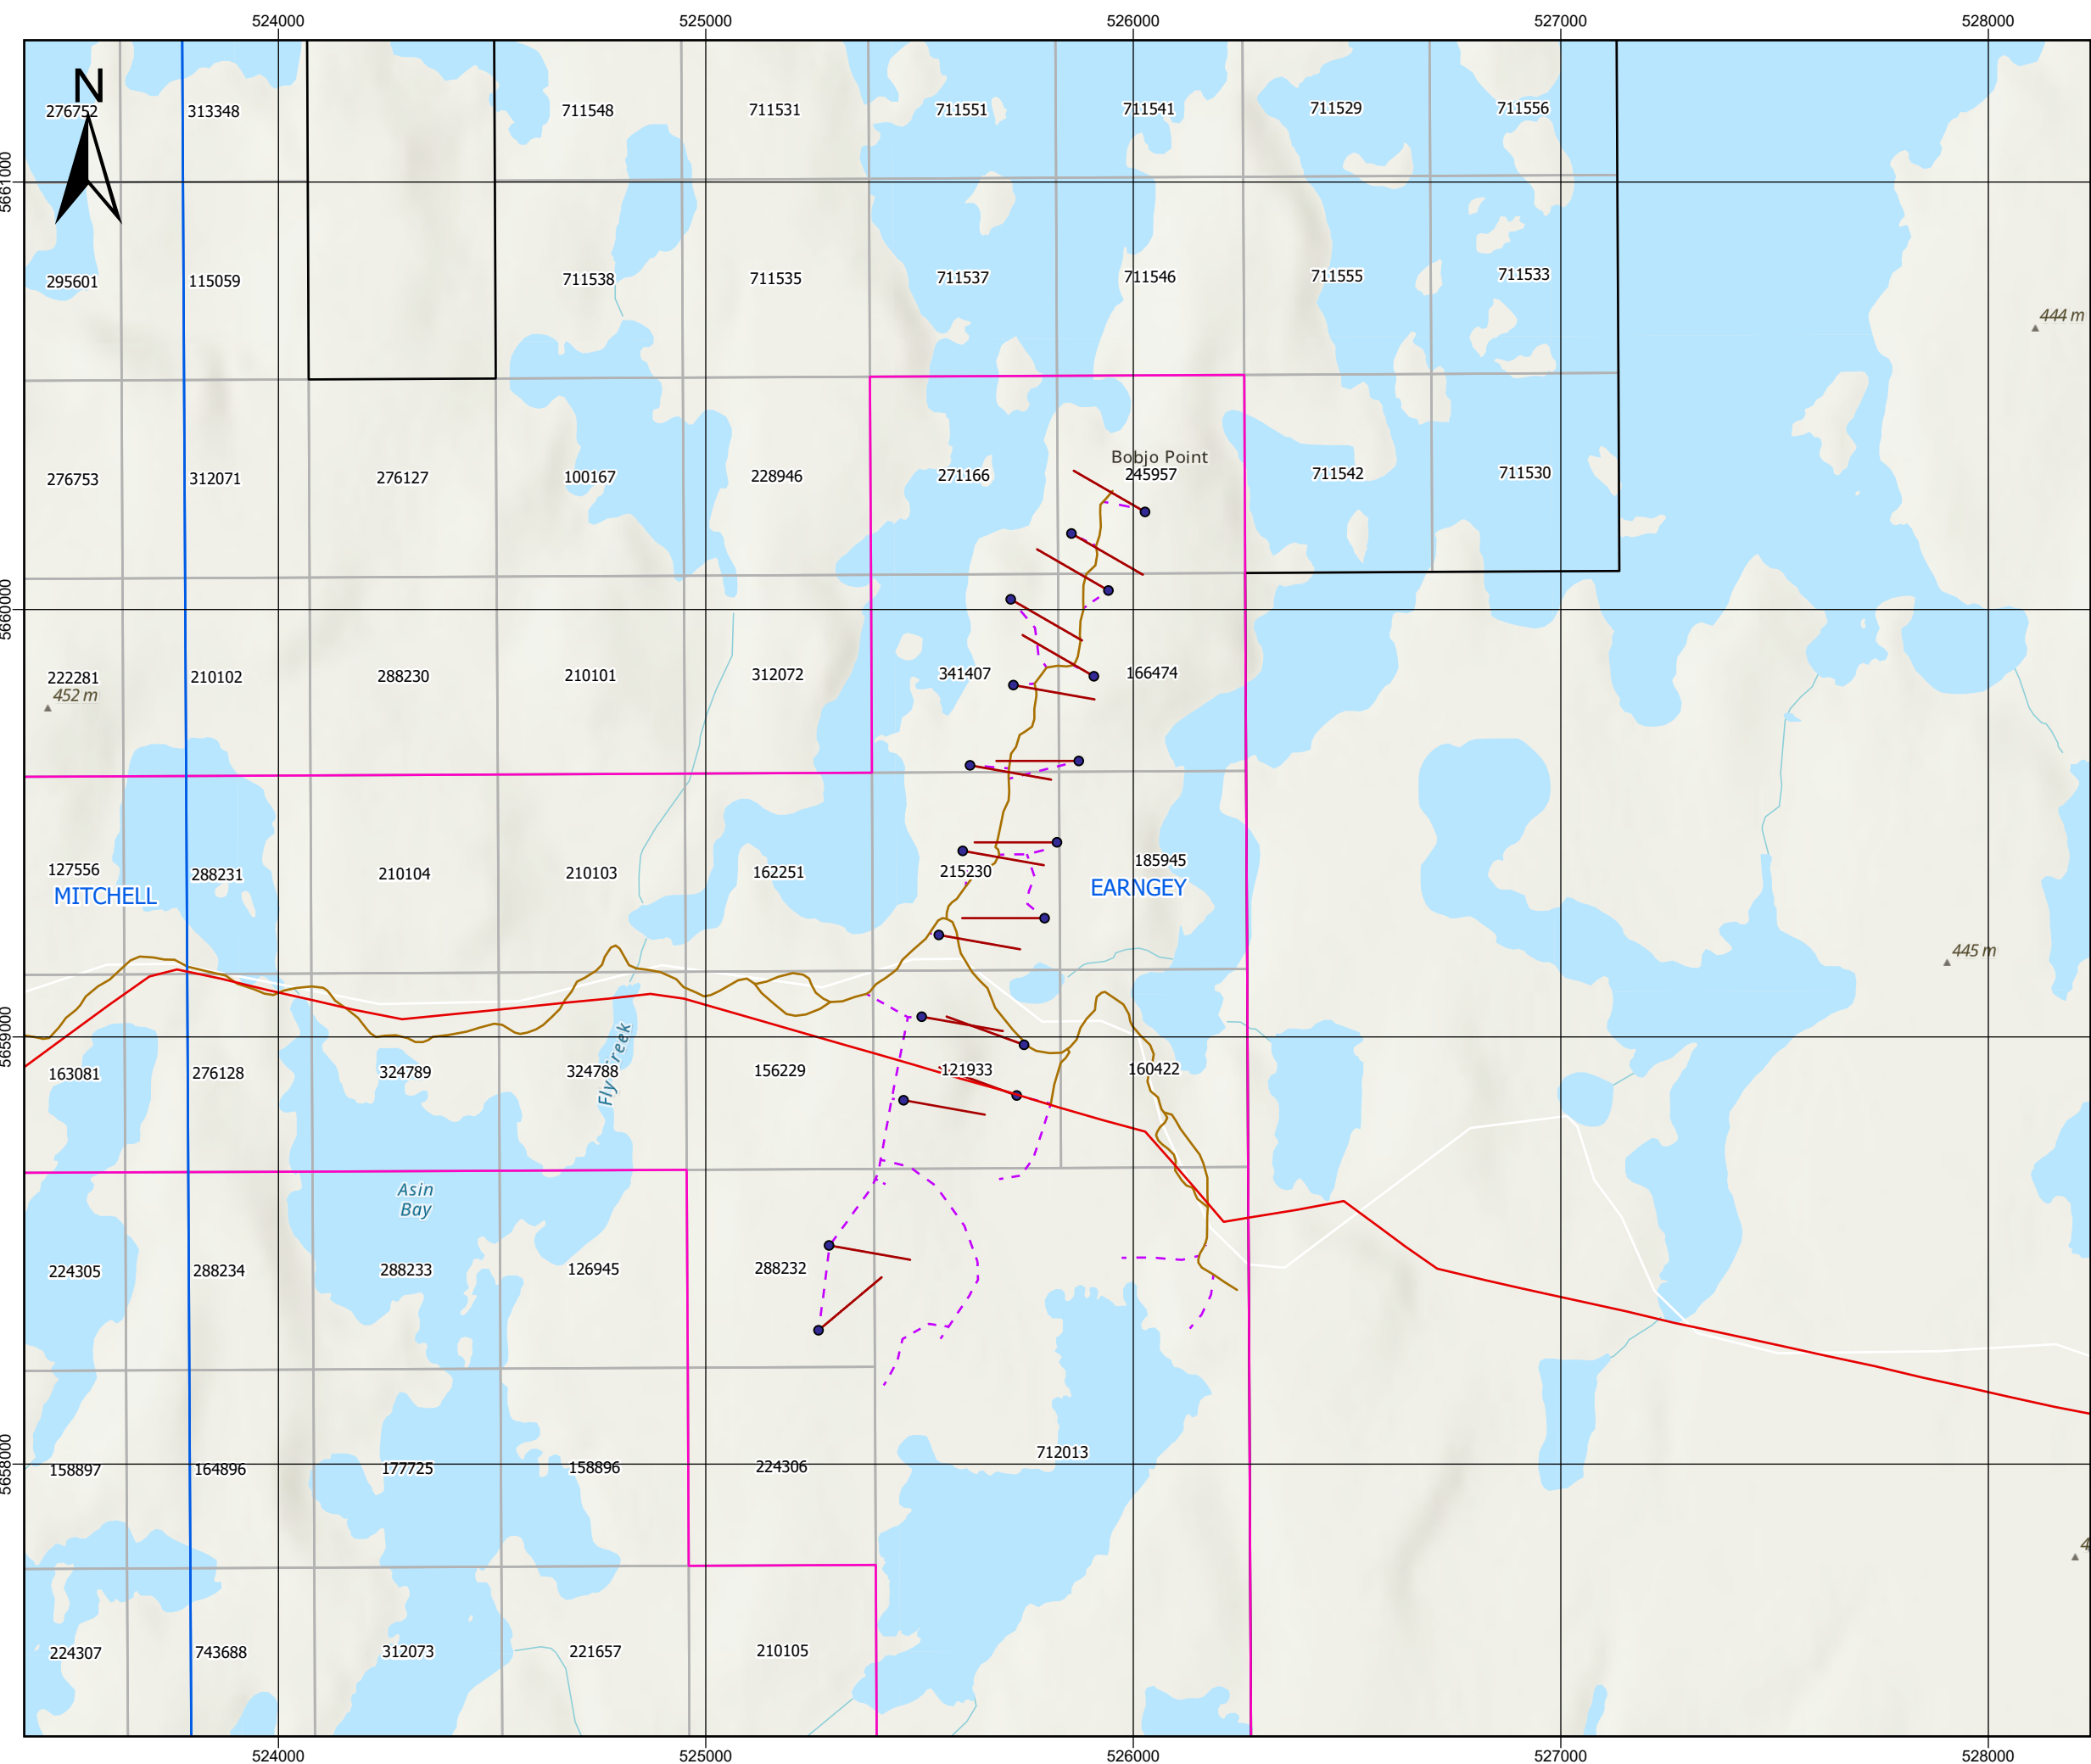 524000 525000 526000 527000 528000
N
276752 313348 711548 711531 711551 711541 711529 711556
5661000
295601 115059 711538 711535 711537 711546 711555 711533
444 m
Bobjo Point
276753 312071 276127 100167 228946 271166 245957 711542 711530
5660000
222281 210102 288230 210101 312072 341407 166474
452 m
127556 288231 210104 210103 162251 215230 185945
MITCHELL EARNGEY
445 m
5659000
163081 276128 324789 324788 156229 121933 160422
Fly Creek
Asin
Bay
224305 288234 288233 126945 288232
712013
5658000
158897 164896 177725 158896 224306
4
224307 743688 312073 221657 210105
524000 525000 526000 527000 528000